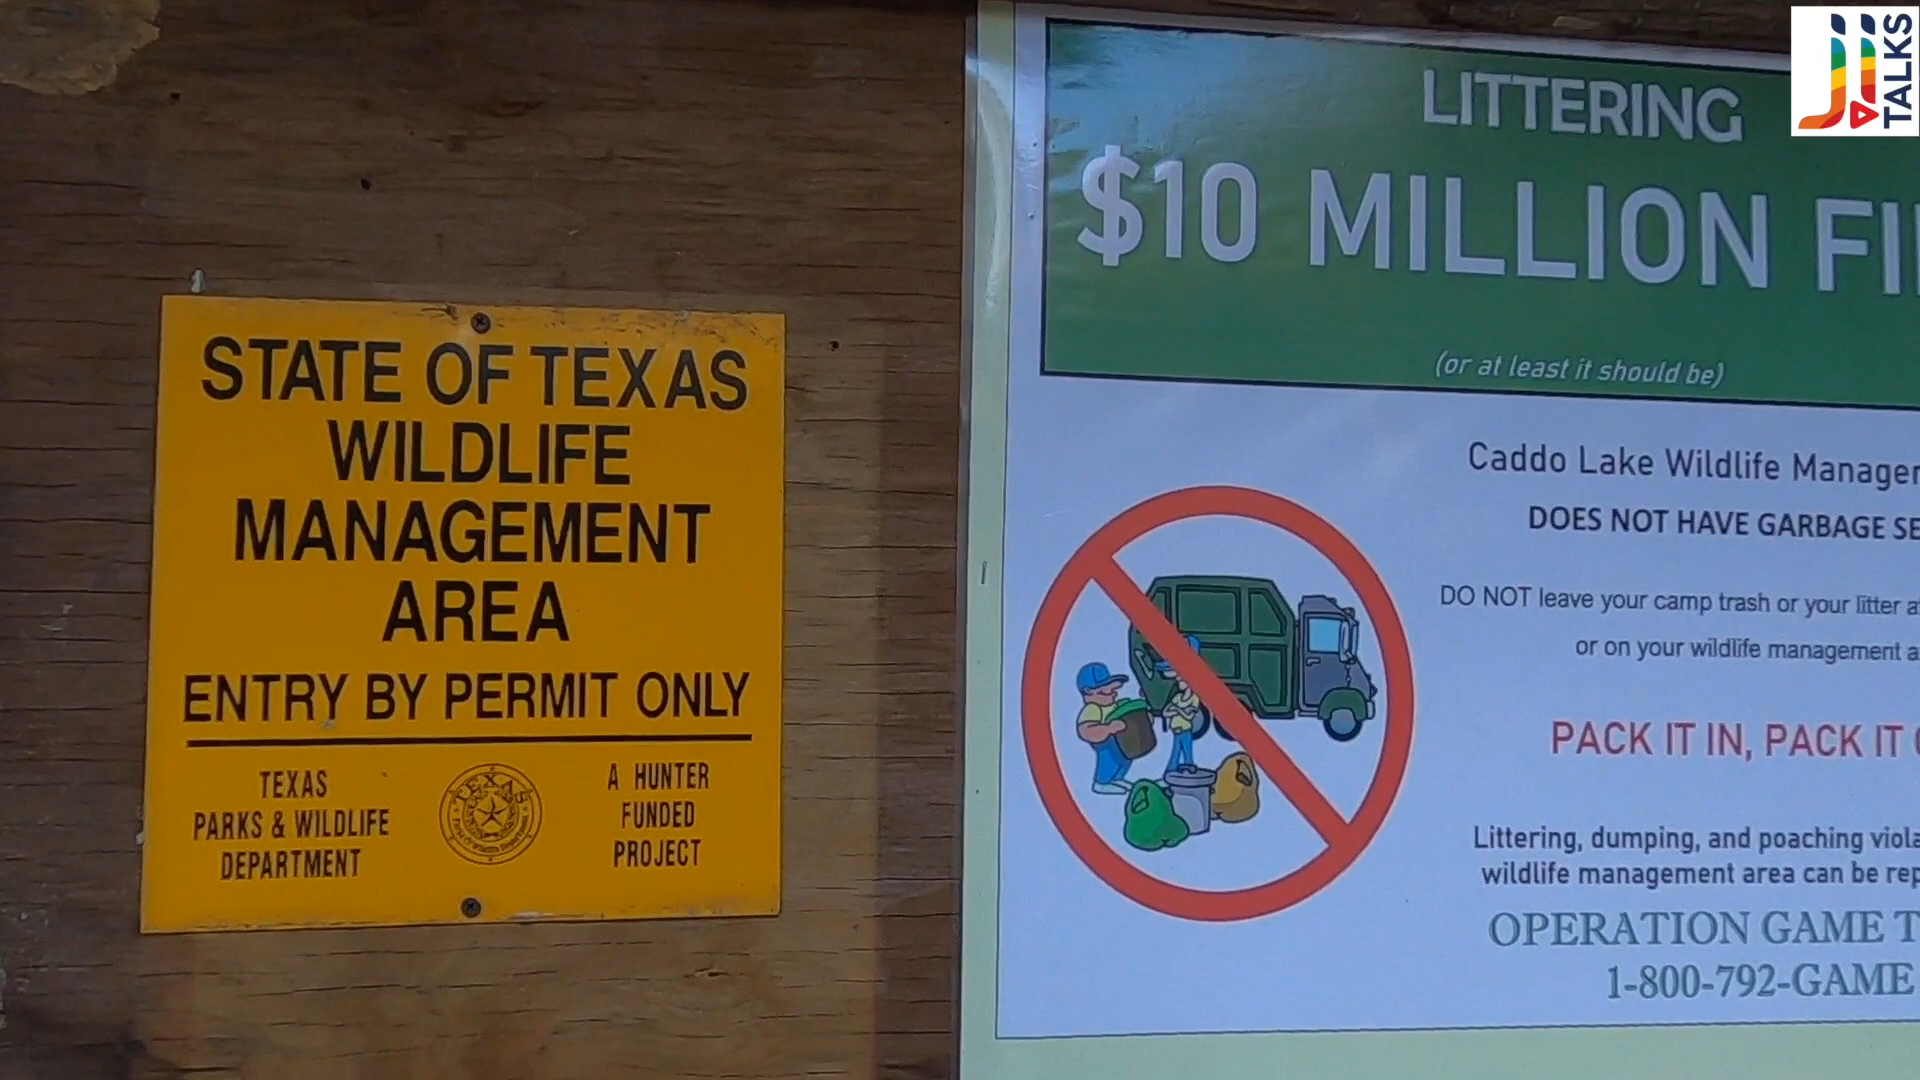 STATE OF TEXAS
WILDLIFE
MANAGEMENT
AREA
ENTRY BY PERMIT ONLY
TEXAS
PARKS & WILDLIFE
DEPARTMENT
TEXAS
A HUNTER
FUNDED
PROJECT
LITTERING
$10 MILLION
(or at least it should be)
Caddo Lake Wildlife
DOES NOT HAVE GARBAGE
DO NOT leave your camp trash or your litter
or on your wildlife management
PACK IT IN, PACK IT
Littering, dumping, and poaching
wildlife management area can be
OPERATION GAME
1-800-792-GAME
JJ TALKS